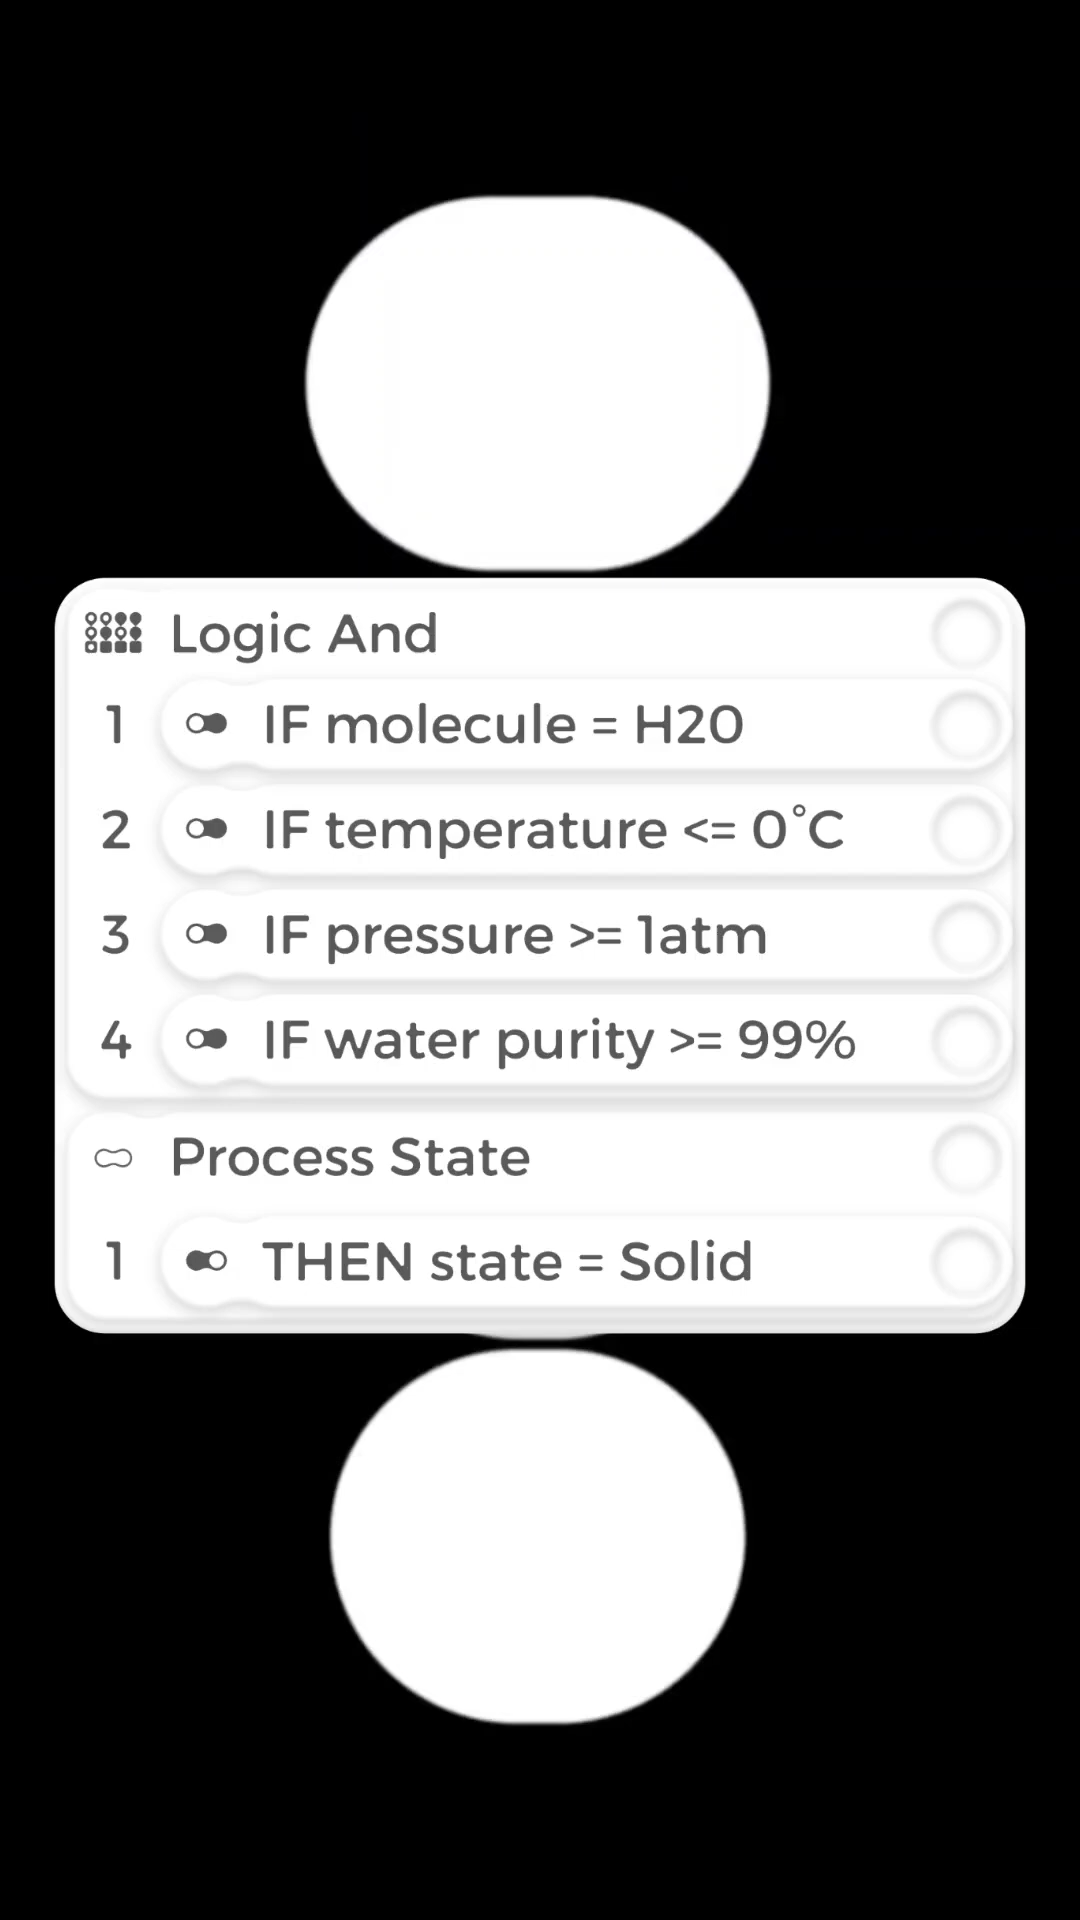 Logic And
1 IF molecule = H2O
2 IF temperature <= 0°C
3 IF pressure >= 1atm
4 IF water purity >= 99%
Process State
1 THEN state = Solid